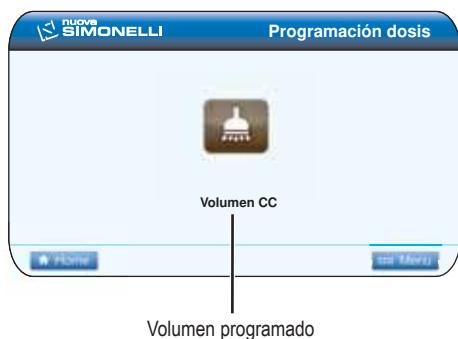 nuova
SIMONELLI
Programación dosis
Volumen CC
Home
Menu
Volumen programado